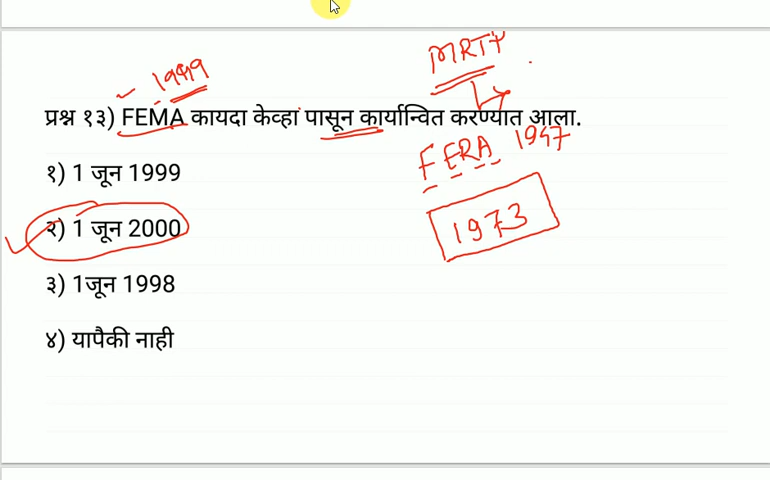 1999
MRTP
प्रश्न १३) FEMA कायदा केव्हा पासून कार्यान्वित करण्यात आला.
FERA 1947
१) 1 जून 1999
1973
२) 1 जून 2000
३) 1जून 1998
४) यापैकी नाही